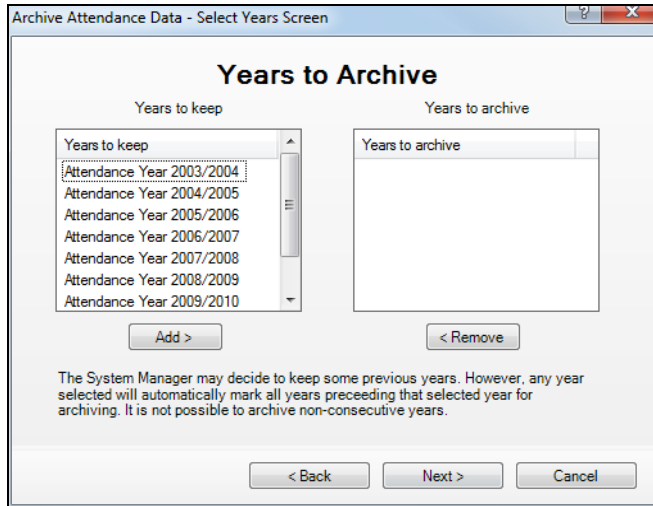 Archive Attendance Data - Select Years Screen
?
X
Years to Archive
Years to keep
Years to archive
Years to keep
Attendance Year 2003/2004
Attendance Year 2004/2005
Attendance Year 2005/2006
Attendance Year 2006/2007
Attendance Year 2007/2008
Attendance Year 2008/2009
Attendance Year 2009/2010
Years to archive
Add >
< Remove
The System Manager may decide to keep some previous years. However, any year
selected will automatically mark all years preceeding that selected year for
archiving. It is not possible to archive non-consecutive years.
< Back
Next >
Cancel